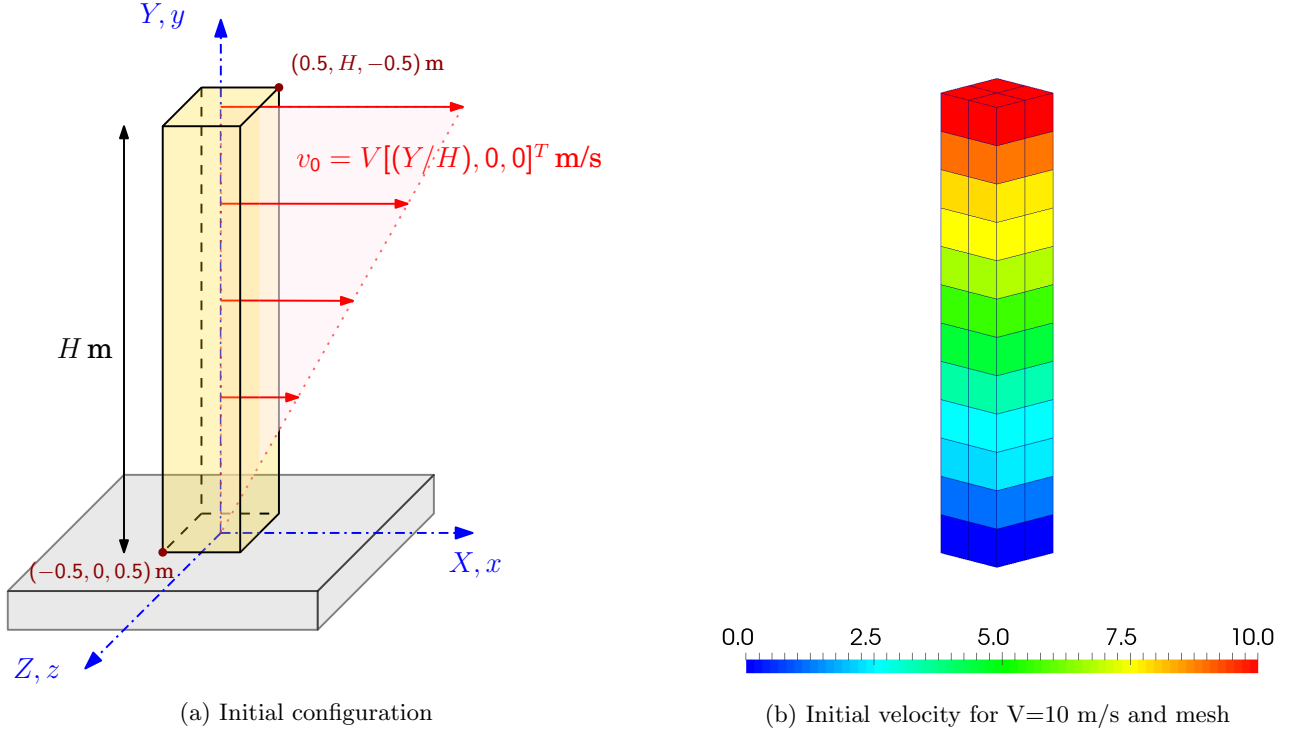 Y, y
(0.5, H, −0.5) m
v₀ = V[(Y/H), 0, 0]ᵀ m/s
H m
X, x
(−0.5, 0, 0.5) m
Z, z
(a) Initial configuration
0.0 2.5 5.0 7.5 10.0
(b) Initial velocity for V=10 m/s and mesh